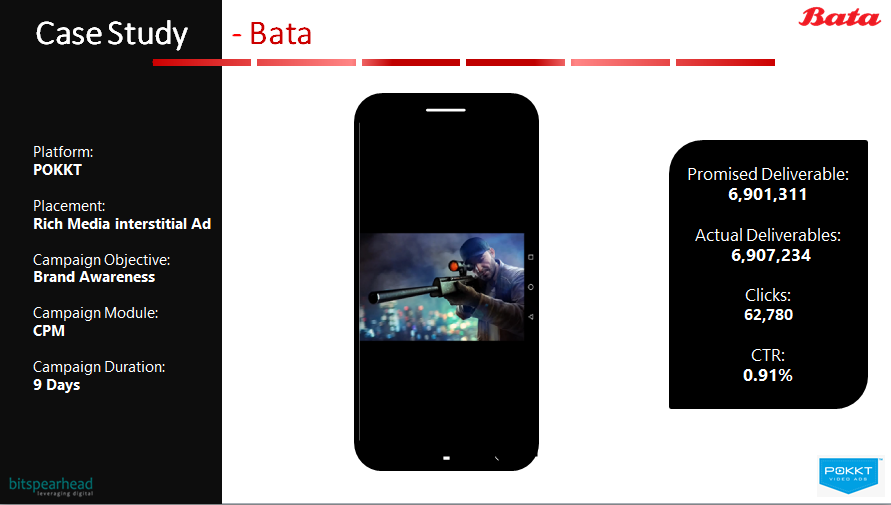 Case Study - Bata
Bata
Platform:
POKKT
Placement:
Rich Media interstitial Ad
Campaign Objective:
Brand Awareness
Campaign Module:
CPM
Campaign Duration:
9 Days
Promised Deliverable:
6,901,311
Actual Deliverables:
6,907,234
Clicks:
62,780
CTR:
0.91%
bitspearhead
leveraging digital
POKKT
VIDEO ADS
TM